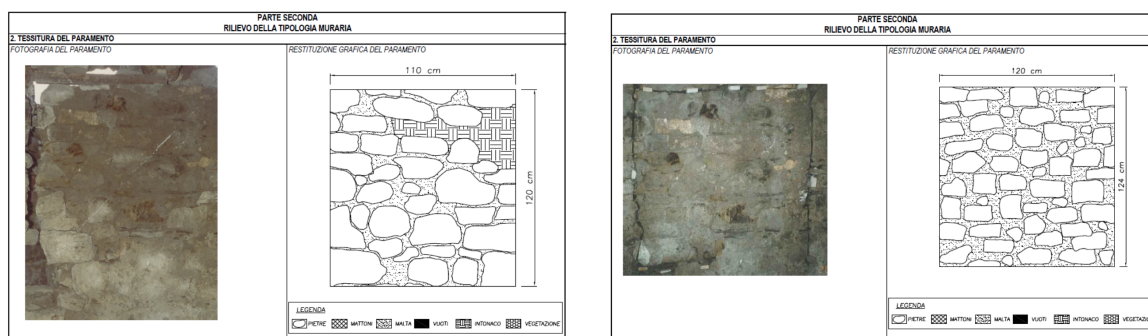 PARTE SECONDA
RILIEVO DELLA TIPOLOGIA MURARIA
2. TESSITURA DEL PARAMENTO
FOTOGRAFIA DEL PARAMENTO
RESTITUZIONE GRAFICA DEL PARAMENTO
110 cm
120 cm
LEGENDA
PIETRE MATTONI MALTA VUOTI INTONACO VEGETAZIONE
PARTE SECONDA
RILIEVO DELLA TIPOLOGIA MURARIA
2. TESSITURA DEL PARAMENTO
FOTOGRAFIA DEL PARAMENTO
RESTITUZIONE GRAFICA DEL PARAMENTO
120 cm
124 cm
LEGENDA
PIETRE MATTONI MALTA VUOTI INTONACO VEGETAZIO